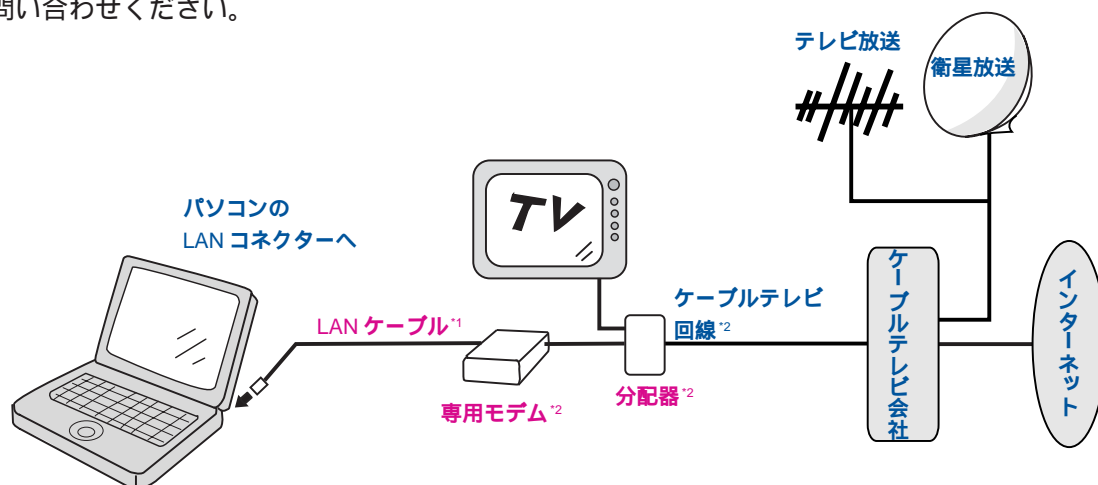 問い合わせください。
テレビ放送
衛星放送
TV
パソコンの
LAN コネクターへ
ケーブルテレビ
回線*2
LAN ケーブル*1
専用モデム*2
分配器*2
ケーブルテレビ会社
インターネット